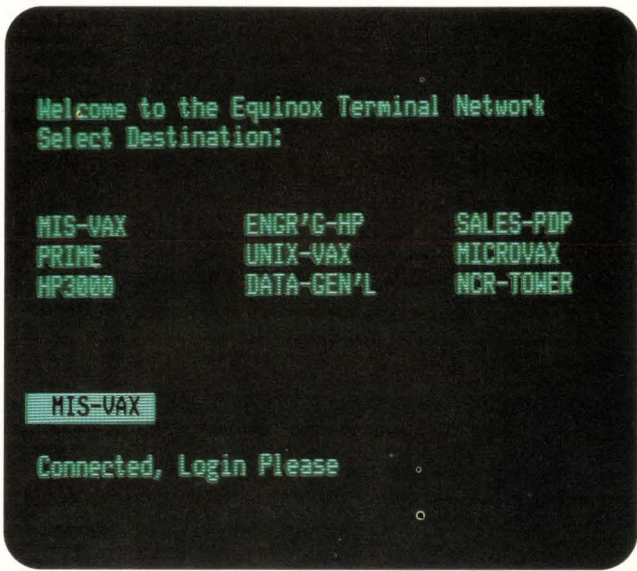 Welcome to the Equinox Terminal Network
Select Destination:
MIS-VAX ENGR'G-HP SALES-PDP
PRIME UNIX-VAX MICROVAX
HP3000 DATA-GEN'L NCR-TOWER
MIS-VAX
Connected, Login Please